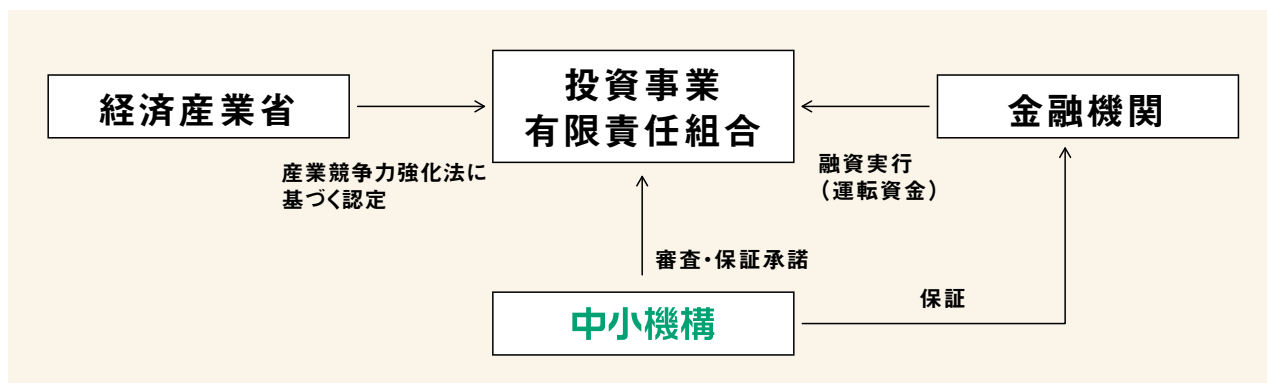 経済産業省
投資事業
有限責任組合
金融機関
産業競争力強化法に
基づく認定
融資実行
（運転資金）
審査・保証承諾
保証
中小機構